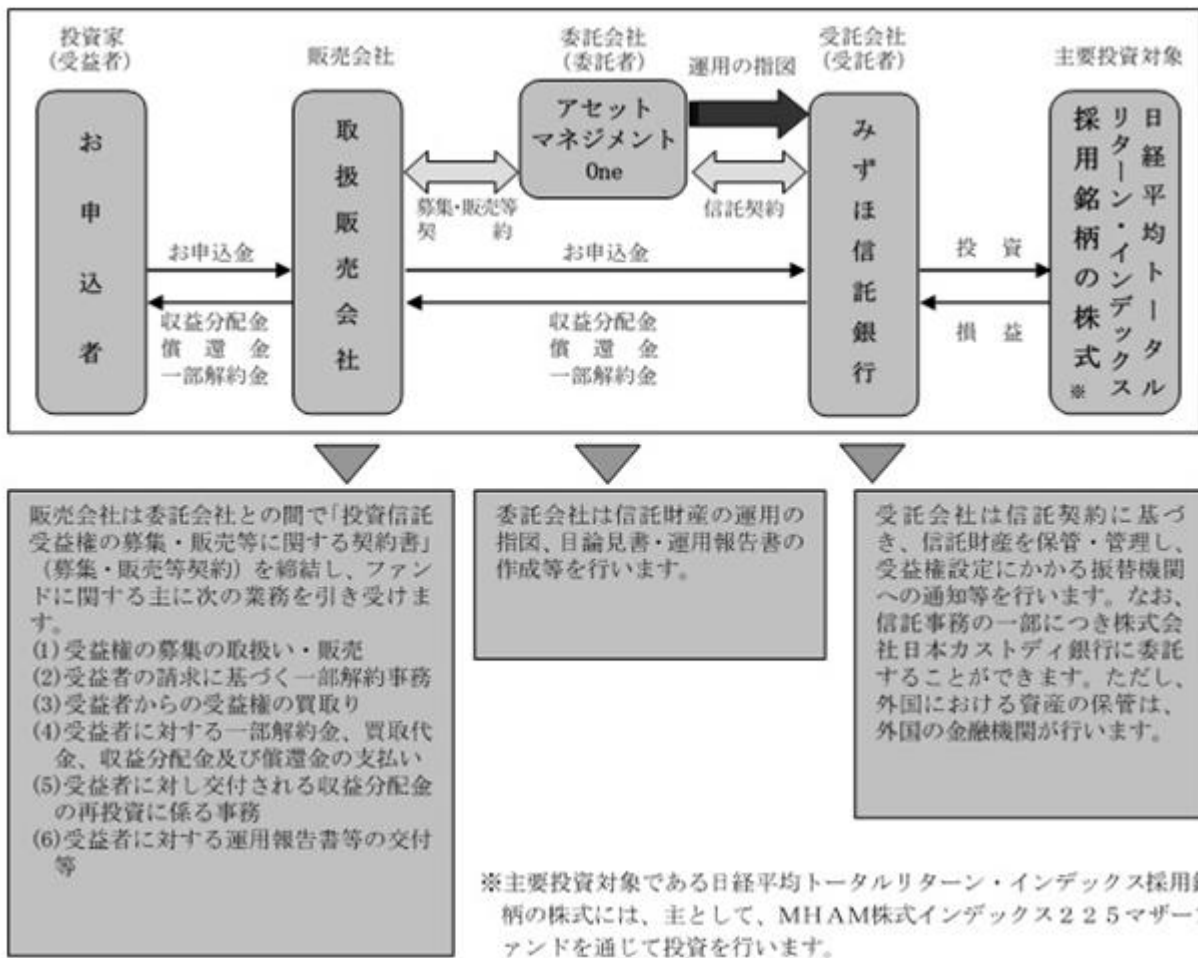 投資家
(受益者)
販売会社
委託会社
(委託者)
運用の指図
受託会社
(受託者)
主要投資対象
お申込者
取扱販売会社
アセット
マネジメント
One
みずほ信託銀行
日経平均トータル
リターン・インデックス
採用銘柄の株式※
募集・販売等
契約
信託契約
お申込金
お申込金
投資
収益分配金
償還金
一部解約金
収益分配金
償還金
一部解約金
損益
販売会社は委託会社との間で「投資信託
受益権の募集・販売等に関する契約書」
(募集・販売等契約)を締結し、ファン
ドに関する主に次の業務を引き受けま
す。
(1)受益権の募集の取扱い・販売
(2)受益者の請求に基づく一部解約事務
(3)受益者からの受益権の買取り
(4)受益者に対する一部解約金、買取代
金、収益分配金及び償還金の支払い
(5)受益者に対し交付される収益分配金
の再投資に係る事務
(6)受益者に対する運用報告書等の交付
等
委託会社は信託財産の運用の
指図、目論見書・運用報告書の
作成等を行います。
受託会社は信託契約に基づ
き、信託財産を保管・管理し、
受益権設定にかかる振替機関
への通知等を行います。なお、
信託事務の一部につき株式会
社日本カストディ銀行に委託
することができます。ただし、
外国における資産の保管は、
外国の金融機関が行います。
※主要投資対象である日経平均トータルリターン・インデックス採用銘
柄の株式には、主として、MHAM株式インデックス225マザーフ
ァンドを通じて投資を行います。